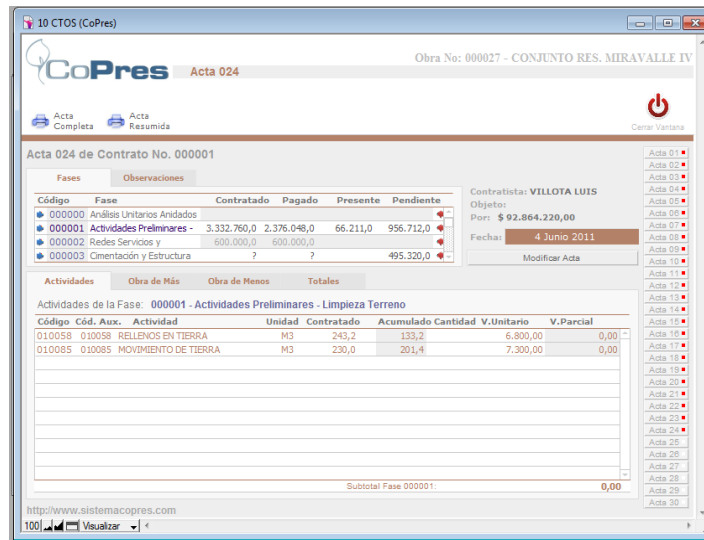 10 CTOS (CoPres)
CoPres
Acta 024
Obra No: 000027 - CONJUNTO RES. MIRAVALLE IV
Acta Completa
Acta Resumida
Cerrar Ventana
Acta 024 de Contrato No. 000001
Fases Observaciones
Código Fase Contratado Pagado Presente Pendiente
000000 Análisis Unitarios Anidados
000001 Actividades Preliminares - 3.332.760,0 2.376.048,0 66.211,0 956.712,0
000002 Redes Servicios y 600.000,0 600.000,0
000003 Cimentación y Estructura ? ? 495.320,0
Contratista: VILLOTA LUIS
Objeto:
Por: $ 92.864.220,00
Fecha: 4 Junio 2011
Modificar Acta
Actividades Obra de Más Obra de Menos Totales
Actividades de la Fase: 000001 - Actividades Preliminares - Limpieza Terreno
Código Cód. Aux. Actividad Unidad Contratado Acumulado Cantidad V.Unitario V.Parcial
010058 010058 RELLENOS EN TIERRA M3 243,2 133,2 6.800,00 0,00
010085 010085 MOVIMIENTO DE TIERRA M3 230,0 201,4 7.300,00 0,00
Subtotal Fase 000001: 0,00
Acta 01
Acta 02
Acta 03
Acta 04
Acta 05
Acta 06
Acta 07
Acta 08
Acta 09
Acta 10
Acta 11
Acta 12
Acta 13
Acta 14
Acta 15
Acta 16
Acta 17
Acta 18
Acta 19
Acta 20
Acta 21
Acta 22
Acta 23
Acta 24
Acta 25
Acta 26
Acta 27
Acta 28
Acta 29
Acta 30
http://www.sistemacopres.com
100 Visualizar